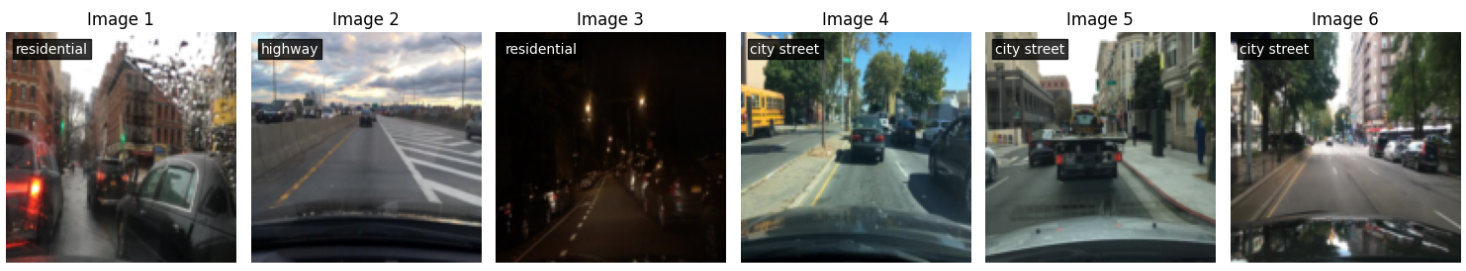 Image 1
residential
Image 2
highway
Image 3
residential
Image 4
city street
Image 5
city street
Image 6
city street